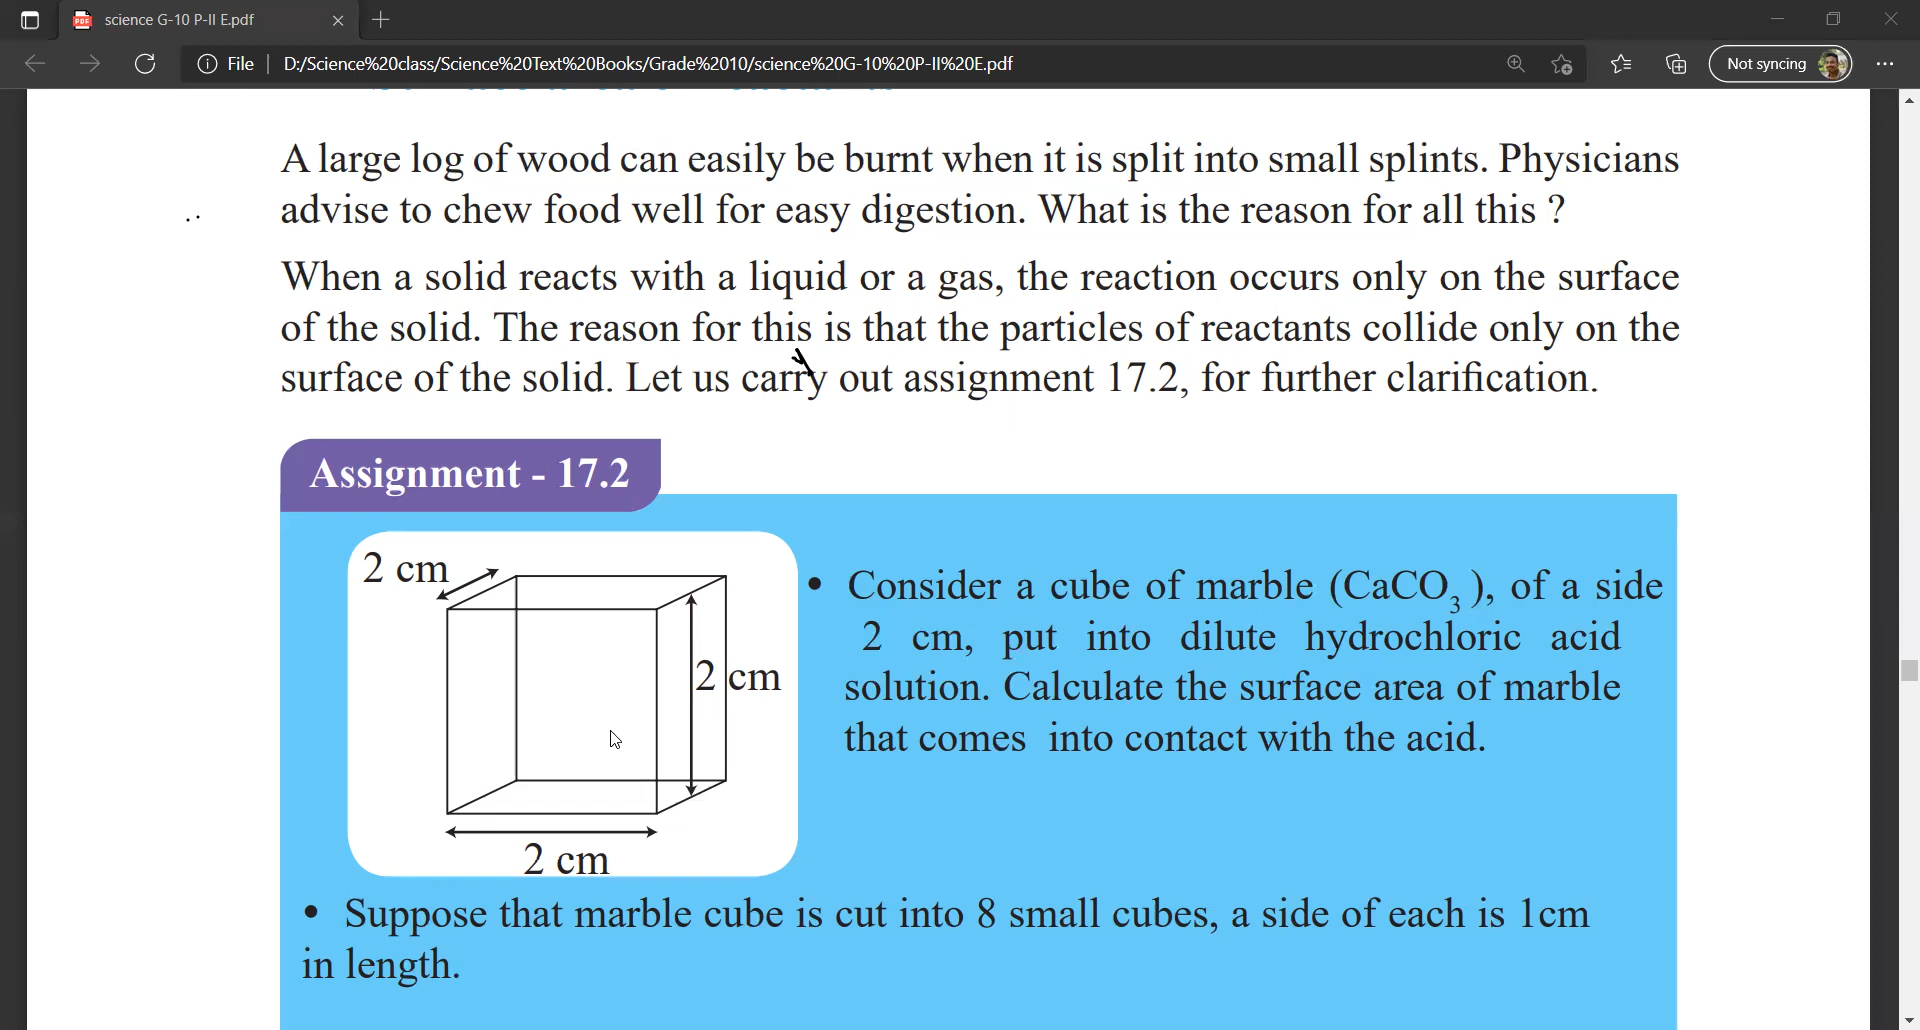 science G-10 P-II E.pdf
File
D:/Science%20class/Science%20Text%20Books/Grade%2010/science%20G-10%20P-II%20E.pdf
Not syncing
A large log of wood can easily be burnt when it is split into small splints. Physicians
advise to chew food well for easy digestion. What is the reason for all this ?
When a solid reacts with a liquid or a gas, the reaction occurs only on the surface
of the solid. The reason for this is that the particles of reactants collide only on the
surface of the solid. Let us carry out assignment 17.2, for further clarification.
Assignment - 17.2
2 cm
2 cm
2 cm
• Consider a cube of marble (CaCO₃), of a side
2 cm, put into dilute hydrochloric acid
solution. Calculate the surface area of marble
that comes into contact with the acid.
• Suppose that marble cube is cut into 8 small cubes, a side of each is 1cm
in length.